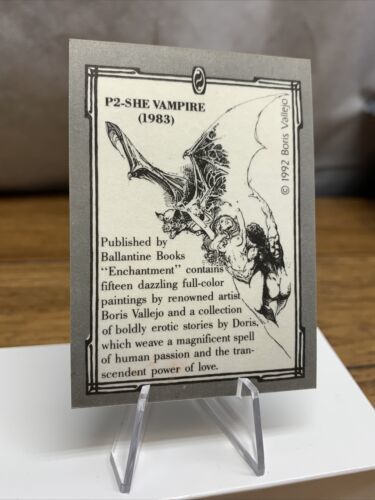 P2-SHE VAMPIRE
(1983)
© 1992 Boris Vallejo
Published by
Ballantine Books
"Enchantment" contains
fifteen dazzling full-color
paintings by renowned artist
Boris Vallejo and a collection
of boldly erotic stories by Doris,
which weave a magnificent spell
of human passion and the tran-
scendent power of love.